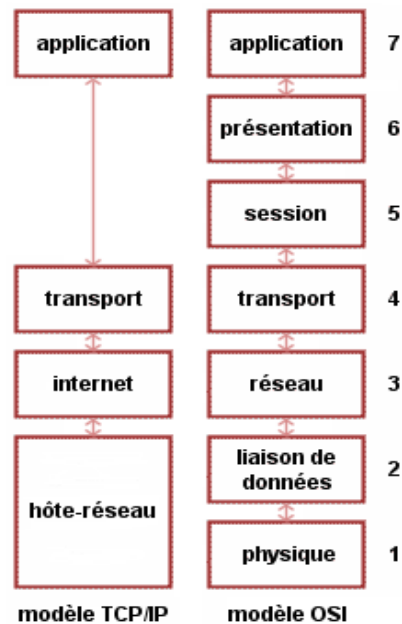 application
application
7
présentation
6
session
5
transport
transport
4
internet
réseau
3
hôte-réseau
liaison de
données
2
physique
1
modèle TCP/IP
modèle OSI